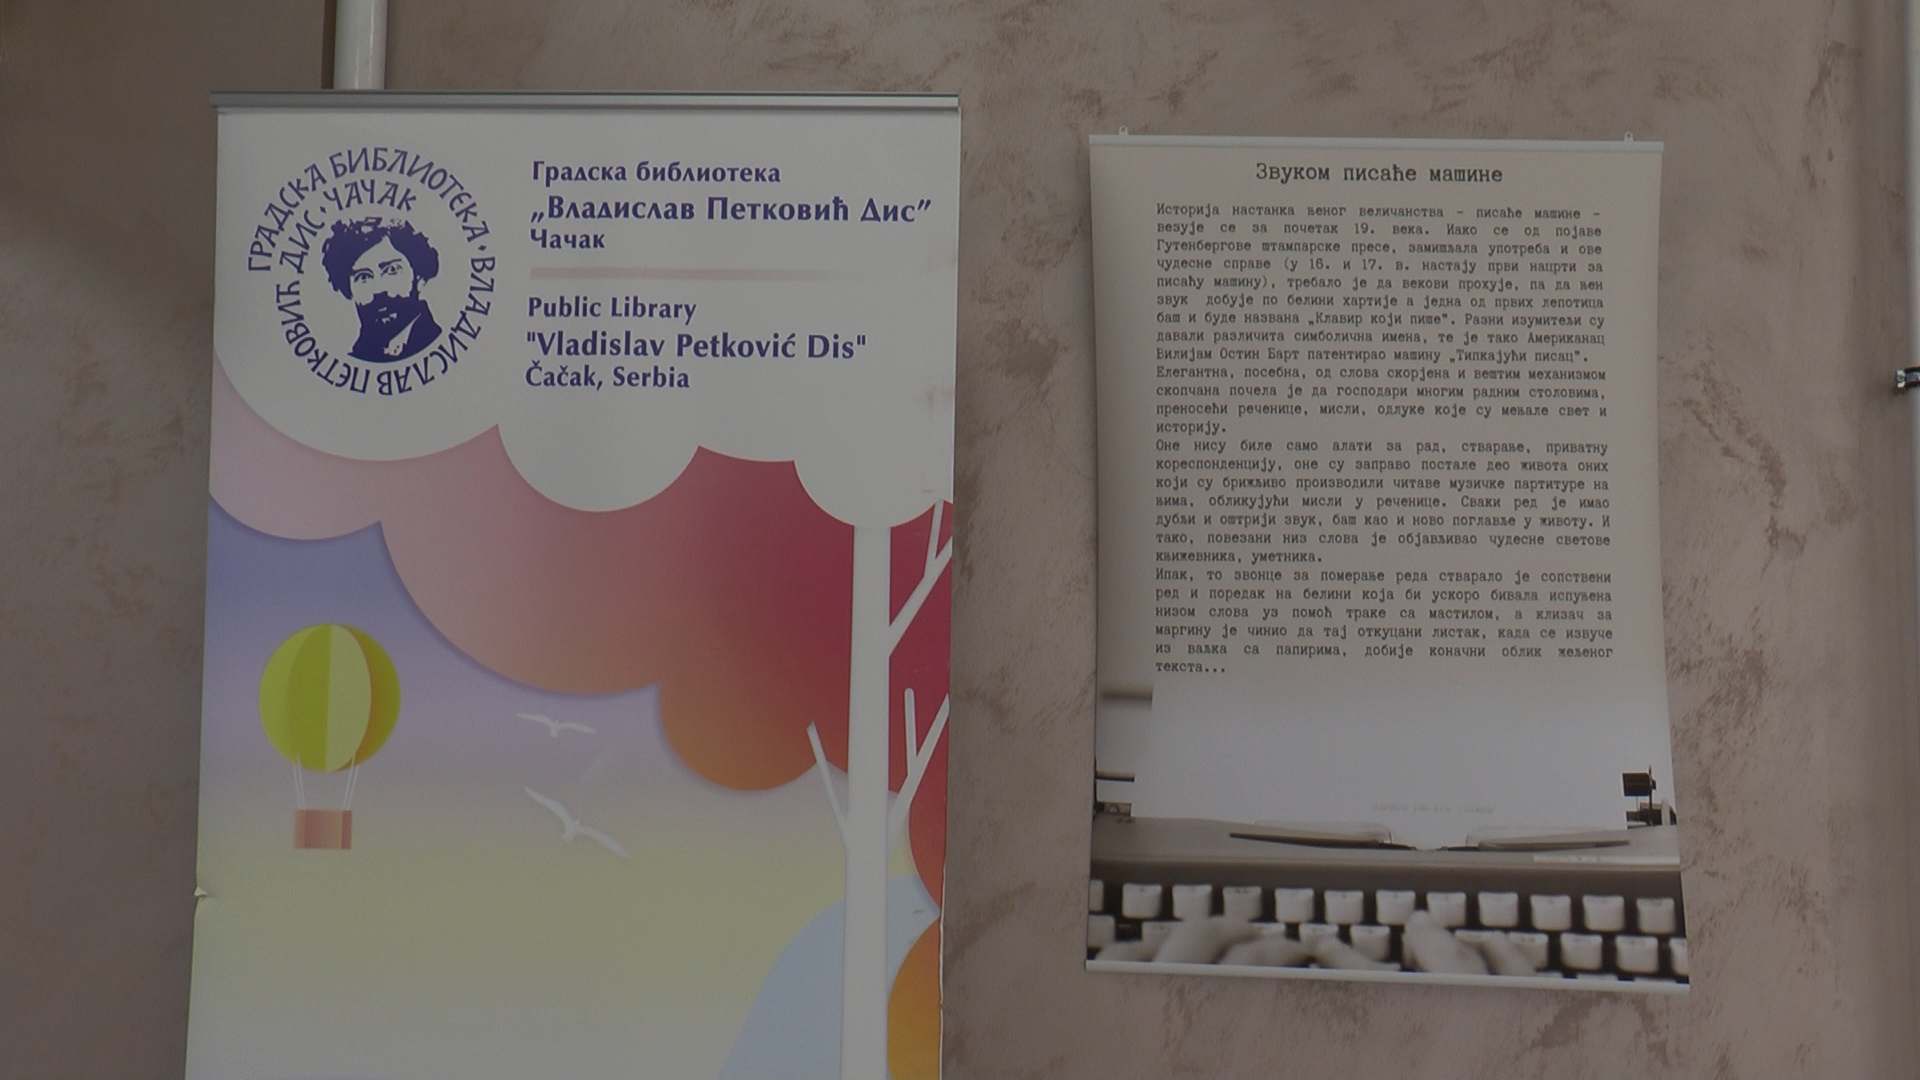 ГРАДСКА БИБЛИОТЕКА · ВЛАДИСЛАВ ПЕТКОВИЋ ДИС · ЧАЧАК
Градска библиотека
„Владислав Петковић Дис”
Чачак
Public Library
"Vladislav Petković Dis"
Čačak, Serbia
Звуком писаће машине
Историја настанка њеног величанства - писаће машине -
везује се за почетак 19. века. Иако се од појаве
Гутенбергове штампарске пресе, замишљала употреба и ове
чудесне справе (у 16. и 17. в. настају први нацрти за
писаћу машину), требало је да векови прохује, па да њен
звук добује по белини хартије а једна од првих лепотица
баш и буде названа „Клавир који пише". Разни изумитељи су
давали различита симболична имена, те је тако Американац
Вилијам Остин Барт патентирао машину „Типкајући писац".
Елегантна, посебна, од слова скорјена и вештим механизмом
скопчана почела је да господари многим радним столовима,
преносећи реченице, мисли, одлуке које су мењале свет и
историју.
Оне нису биле само алати за рад, стварање, приватну
кореспонденцију, оне су заправо постале део живота оних
који су брижљиво производили читаве музичке партитуре на
њима, обликујући мисли у реченице. Сваки ред је имао
дубљи и оштрији звук, баш као и ново поглавље у животу. И
тако, повезани низ слова је објављивао чудесне светове
књижевника, уметника.
Ипак, то звонце за померање реда стварало је сопствени
ред и поредак на белини која би ускоро бивала испуњена
низом слова уз помоћ траке са мастилом, а клизач за
маргину је чинио да тај откуцани листак, када се извуче
из ваљка са папирима, добије коначни облик жељеног
текста...